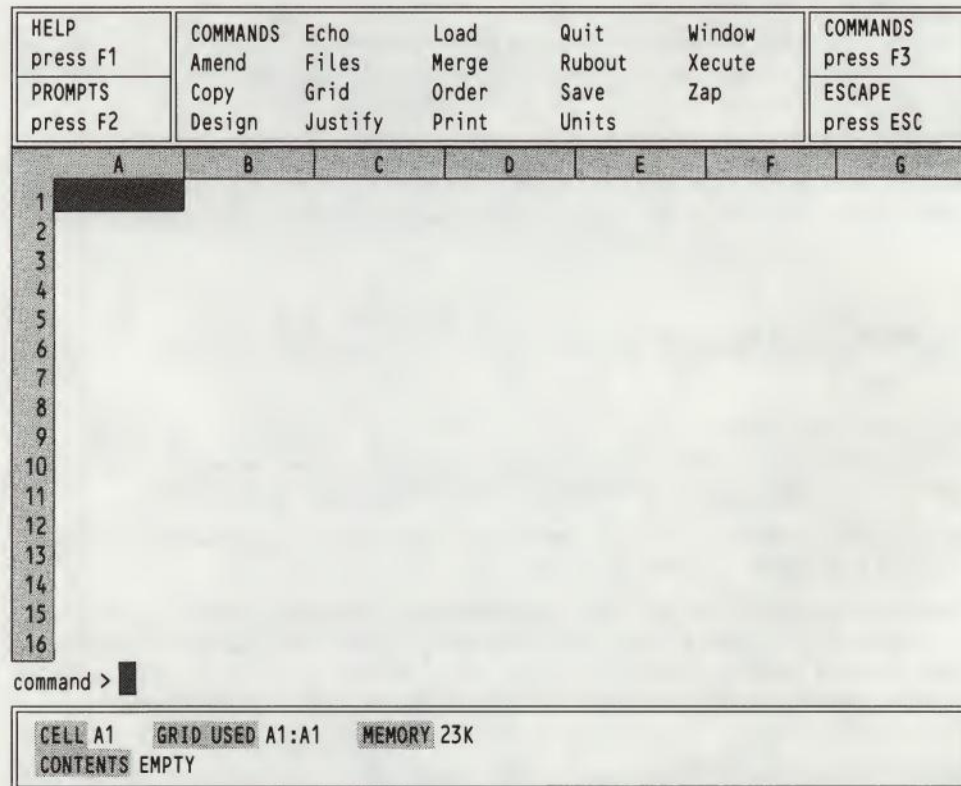 HELP COMMANDS Echo Load Quit Window COMMANDS
press F1 Amend Files Merge Rubout Xecute press F3
PROMPTS Copy Grid Order Save Zap ESCAPE
press F2 Design Justify Print Units press ESC
A B C D E F G
1
2
3
4
5
6
7
8
9
10
11
12
13
14
15
16
command >
CELL A1 GRID USED A1:A1 MEMORY 23K
CONTENTS EMPTY